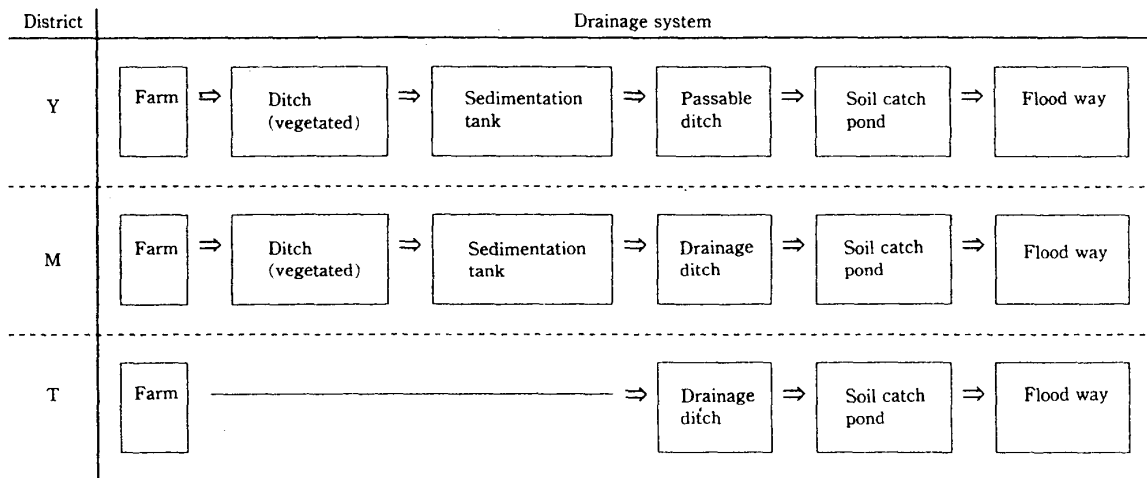 District Drainage system
Y Farm ⇒ Ditch ⇒ Sedimentation ⇒ Passable ⇒ Soil catch ⇒ Flood way
(vegetated) tank ditch pond
M Farm ⇒ Ditch ⇒ Sedimentation ⇒ Drainage ⇒ Soil catch ⇒ Flood way
(vegetated) tank ditch pond
T Farm ⇒ Drainage ⇒ Soil catch ⇒ Flood way
ditch pond